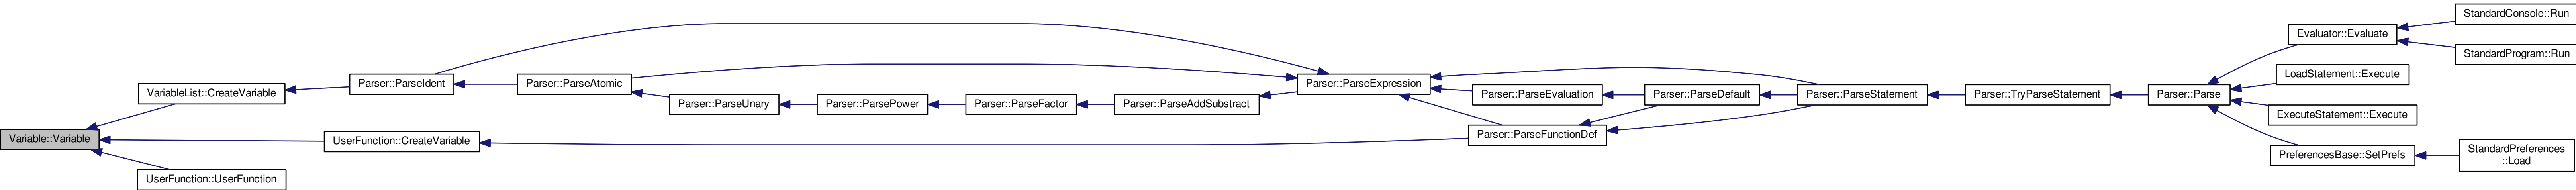 Variable::Variable
VariableList::CreateVariable
UserFunction::CreateVariable
UserFunction::UserFunction
Parser::ParseIdent
Parser::ParseAtomic
Parser::ParseUnary
Parser::ParsePower
Parser::ParseFactor
Parser::ParseAddSubstract
Parser::ParseExpression
Parser::ParseEvaluation
Parser::ParseFunctionDef
Parser::ParseDefault
Parser::ParseStatement
Parser::TryParseStatement
Parser::Parse
Evaluator::Evaluate
LoadStatement::Execute
ExecuteStatement::Execute
PreferencesBase::SetPrefs
StandardConsole::Run
StandardProgram::Run
StandardPreferences
::Load